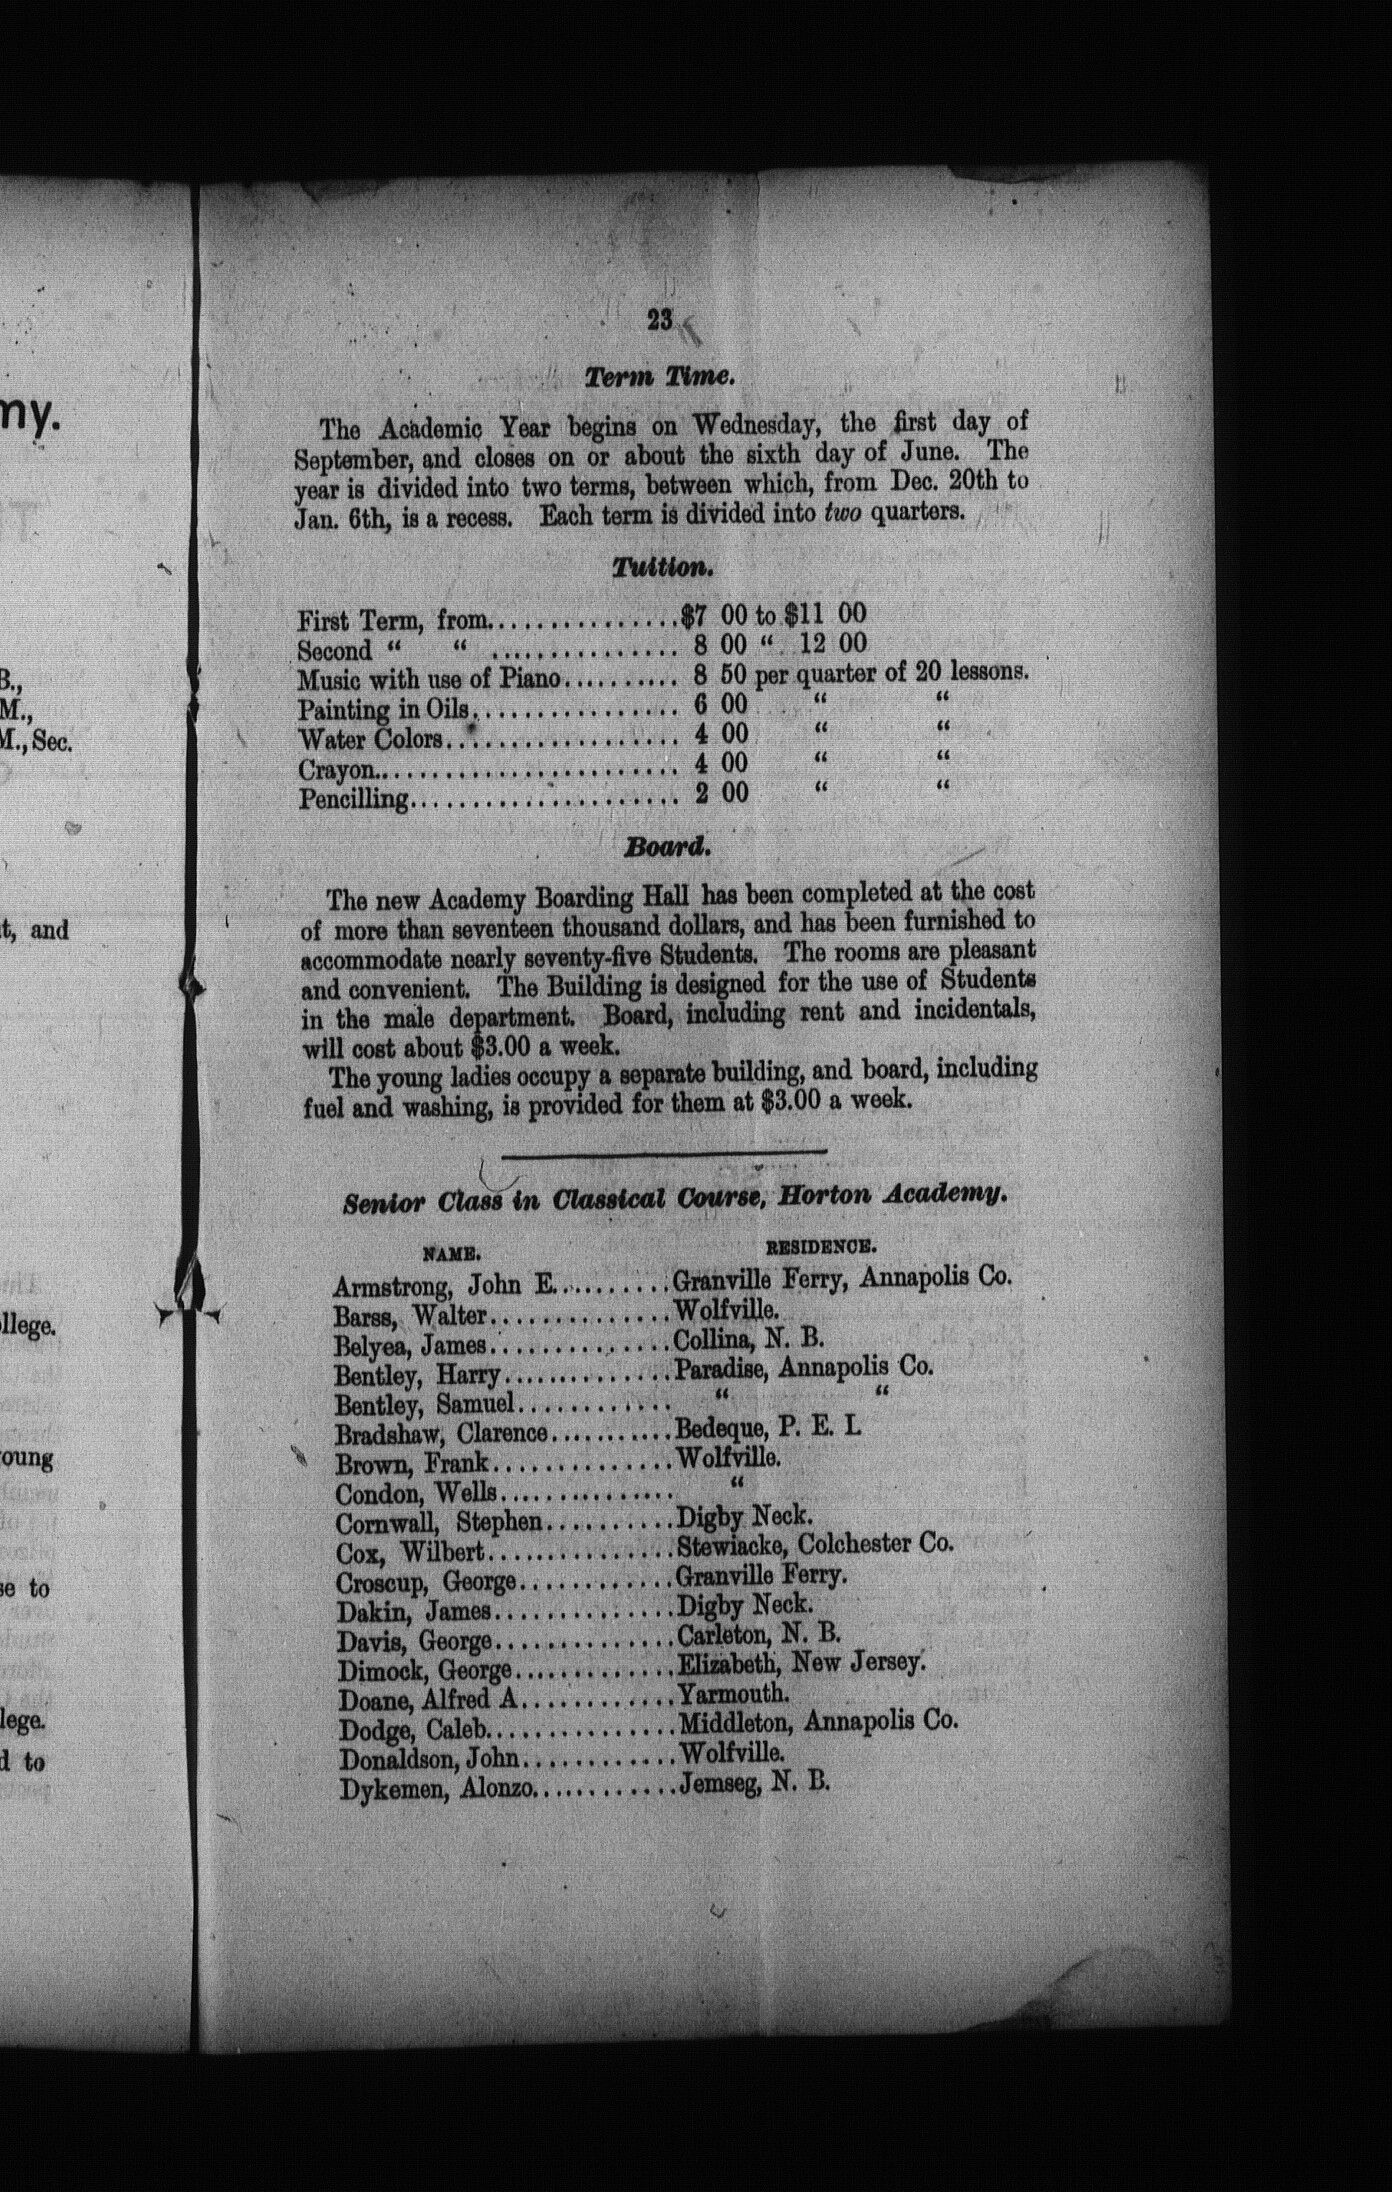 my.
B.,
M.,
M., Sec.
t, and
ollege.
young
se to
lege.
d to
23
Term Time.
The Academic Year begins on Wednesday, the first day of
September, and closes on or about the sixth day of June. The
year is divided into two terms, between which, from Dec. 20th to
Jan. 6th, is a recess. Each term is divided into two quarters.
Tuition.
First Term, from................$7 00 to $11 00
Second “ “ ................ 8 00 “ 12 00
Music with use of Piano.......... 8 50 per quarter of 20 lessons.
Painting in Oils.................. 6 00 “ “
Water Colors.................... 4 00 “ “
Crayon.......................... 4 00 “ “
Pencilling....................... 2 00 “ “
Board.
The new Academy Boarding Hall has been completed at the cost
of more than seventeen thousand dollars, and has been furnished to
accommodate nearly seventy-five Students. The rooms are pleasant
and convenient. The Building is designed for the use of Students
in the male department. Board, including rent and incidentals,
will cost about $3.00 a week.
The young ladies occupy a separate building, and board, including
fuel and washing, is provided for them at $3.00 a week.
Senior Class in Classical Course, Horton Academy.
NAME. RESIDENCE.
Armstrong, John E..........Granville Ferry, Annapolis Co.
Barss, Walter...............Wolfville.
Belyea, James...............Collina, N. B.
Bentley, Harry..............Paradise, Annapolis Co.
Bentley, Samuel............. “ “
Bradshaw, Clarence...........Bedeque, P. E. I.
Brown, Frank...............Wolfville.
Condon, Wells............... “
Cornwall, Stephen...........Digby Neck.
Cox, Wilbert................Stewiacke, Colchester Co.
Croscup, George.............Granville Ferry.
Dakin, James...............Digby Neck.
Davis, George...............Carleton, N. B.
Dimock, George.............Elizabeth, New Jersey.
Doane, Alfred A.............Yarmouth.
Dodge, Caleb................Middleton, Annapolis Co.
Donaldson, John.............Wolfville.
Dykemen, Alonzo............Jemseg, N. B.